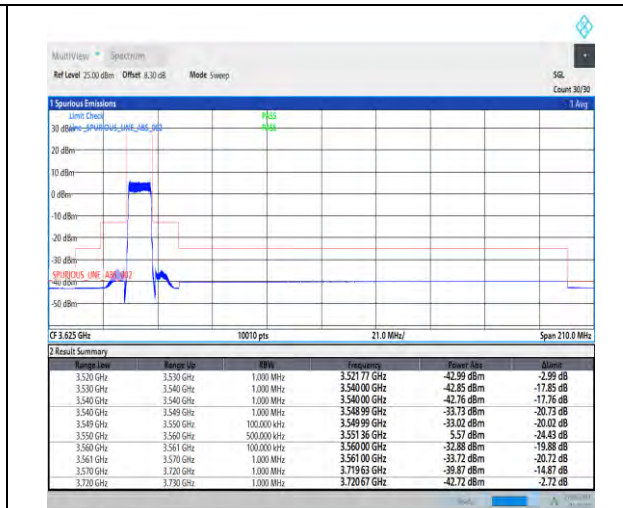 MultiView Spectrum
Ref Level 25.00 dBm Offset 8.30 dB Mode Sweep SGL
Count 30/30
1 Spurious Emissions 1 Avg
Limit Check PASS
30 dBm Line _SPURIOUS_LINE_ABS_002 PASS
20 dBm
10 dBm
0 dBm
-10 dBm
-20 dBm
-30 dBm
SPURIOUS_LINE_ABS_002
-40 dBm
-50 dBm
CF 3.625 GHz 10010 pts 21.0 MHz/ Span 210.0 MHz
2 Result Summary
Range Low Range Up RBW Frequency Power Abs ΔLimit
3.520 GHz 3.530 GHz 1.000 MHz 3.521 77 GHz -42.99 dBm -2.99 dB
3.530 GHz 3.540 GHz 1.000 MHz 3.540 00 GHz -42.85 dBm -17.85 dB
3.540 GHz 3.540 GHz 1.000 MHz 3.540 00 GHz -42.76 dBm -17.76 dB
3.540 GHz 3.549 GHz 1.000 MHz 3.548 99 GHz -33.73 dBm -20.73 dB
3.549 GHz 3.550 GHz 100.000 kHz 3.549 99 GHz -33.02 dBm -20.02 dB
3.550 GHz 3.560 GHz 500.000 kHz 3.551 36 GHz 5.57 dBm -24.43 dB
3.560 GHz 3.561 GHz 100.000 kHz 3.560 00 GHz -32.88 dBm -19.88 dB
3.561 GHz 3.570 GHz 1.000 MHz 3.561 00 GHz -33.72 dBm -20.72 dB
3.570 GHz 3.720 GHz 1.000 MHz 3.719 63 GHz -39.87 dBm -14.87 dB
3.720 GHz 3.730 GHz 1.000 MHz 3.720 67 GHz -42.72 dBm -2.72 dB